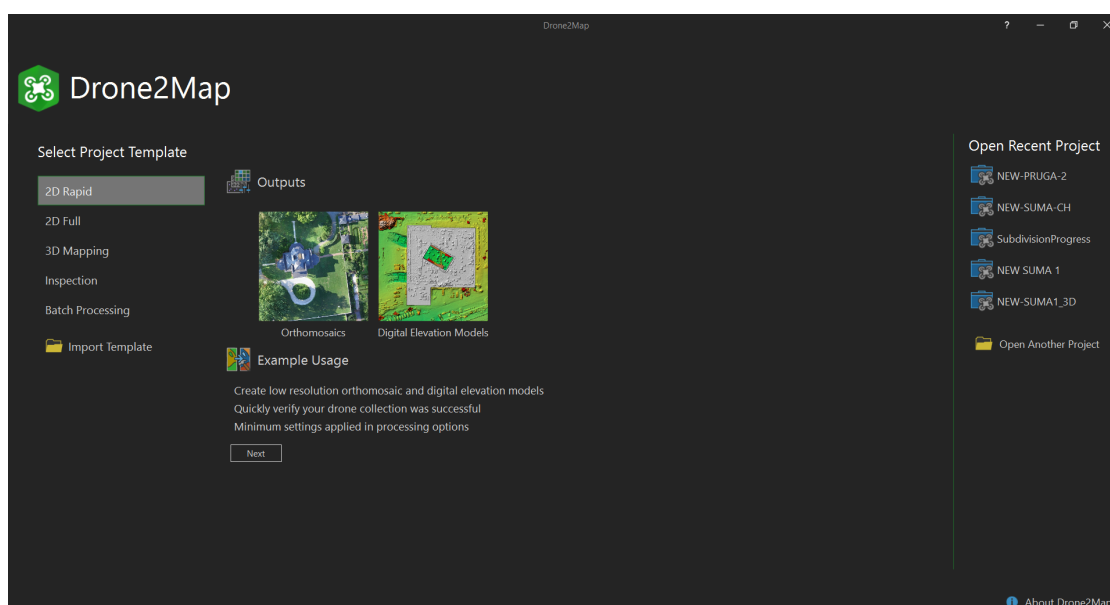 Drone2Map
?
Drone2Map
Select Project Template
2D Rapid
2D Full
3D Mapping
Inspection
Batch Processing
Import Template
Outputs
Orthomosaics
Digital Elevation Models
Example Usage
Create low resolution orthomosaic and digital elevation models
Quickly verify your drone collection was successful
Minimum settings applied in processing options
Next
Open Recent Project
NEW-PRUGA-2
NEW-SUMA-CH
SubdivisionProgress
NEW SUMA 1
NEW-SUMA1_3D
Open Another Project
About Drone2Map